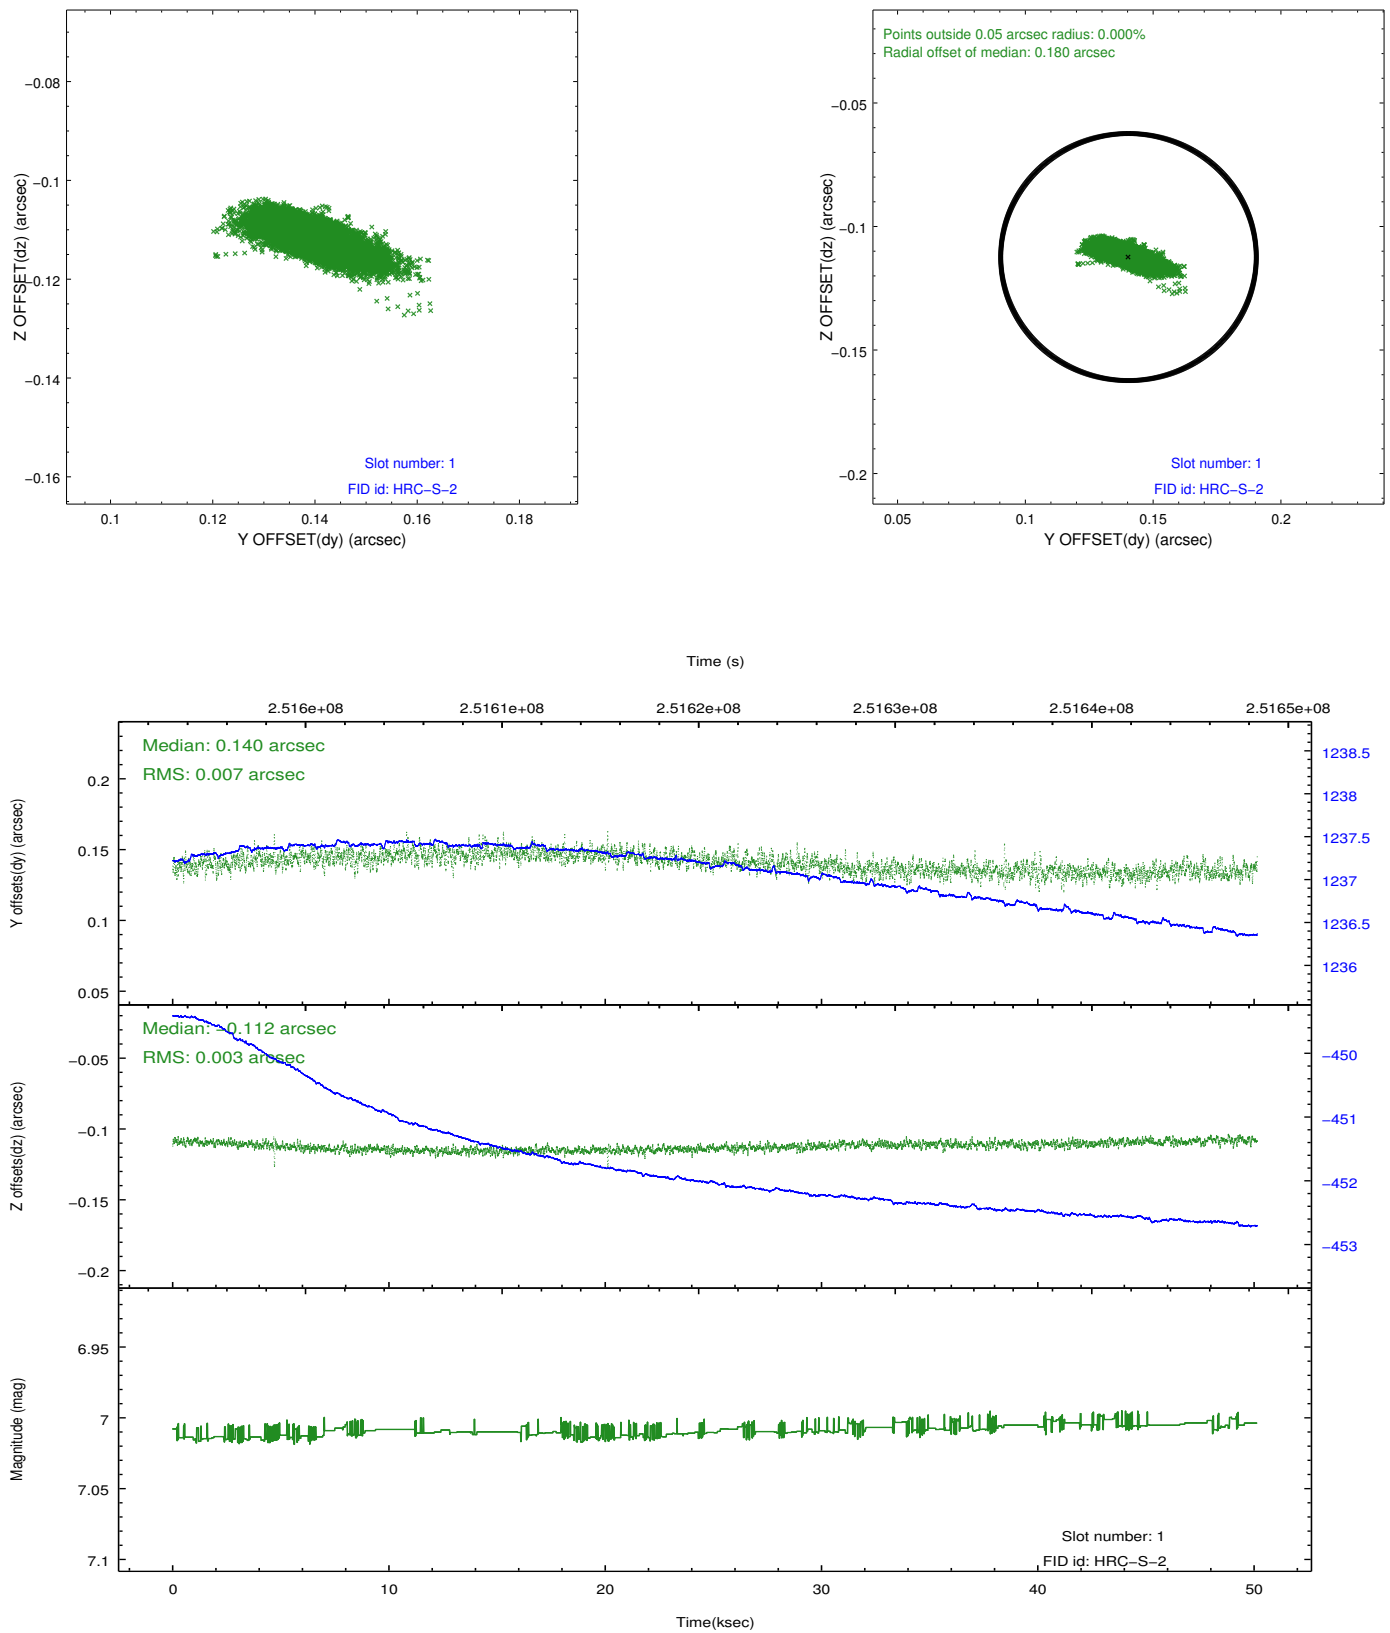 Points outside 0.05 arcsec radius: 0.000%
Radial offset of median: 0.180 arcsec
−0.08
−0.1
−0.12
−0.14
−0.16
Z OFFSET(dz) (arcsec)
Slot number: 1
FID id: HRC−S−2
0.1 0.12 0.14 0.16 0.18
Y OFFSET(dy) (arcsec)
−0.05
−0.1
−0.15
−0.2
Z OFFSET(dz) (arcsec)
Slot number: 1
FID id: HRC−S−2
0.05 0.1 0.15 0.2
Y OFFSET(dy) (arcsec)
Time (s)
2.516e+08 2.5161e+08 2.5162e+08 2.5163e+08 2.5164e+08 2.5165e+08
Median: 0.140 arcsec
RMS: 0.007 arcsec
0.2
0.15
0.1
0.05
Y offsets(dy) (arcsec)
1238.5
1238
1237.5
1237
1236.5
1236
Median: −0.112 arcsec
RMS: 0.003 arcsec
−0.05
−0.1
−0.15
−0.2
Z offsets(dz) (arcsec)
−450
−451
−452
−453
6.95
7
7.05
7.1
Magnitude (mag)
Slot number: 1
FID id: HRC−S−2
0 10 20 30 40 50
Time(ksec)